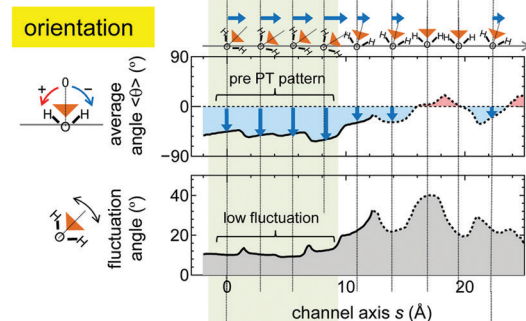 orientation
H H H H H H H H H H H H H H H H
90
pre PT pattern
0
-90
average
angle <θ> (°)
+ 0 −
H H
40
low fluctuation
20
0
fluctuation
angle (°)
H
H
0 10 20
channel axis s (Å)